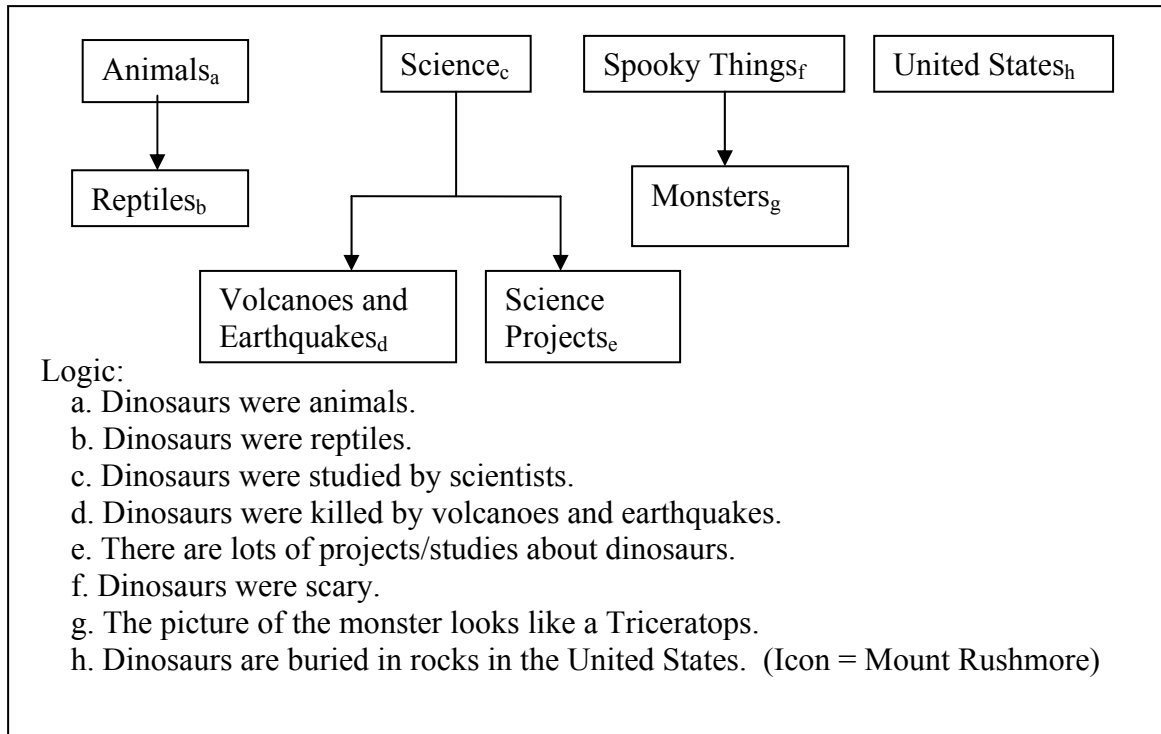 Animalsa
Sciencec
Spooky Thingsf
United Statesh
Reptilesb
Monstersg
Volcanoes and
Earthquakesd
Science
Projectse
Logic:
a. Dinosaurs were animals.
b. Dinosaurs were reptiles.
c. Dinosaurs were studied by scientists.
d. Dinosaurs were killed by volcanoes and earthquakes.
e. There are lots of projects/studies about dinosaurs.
f. Dinosaurs were scary.
g. The picture of the monster looks like a Triceratops.
h. Dinosaurs are buried in rocks in the United States.  (Icon = Mount Rushmore)